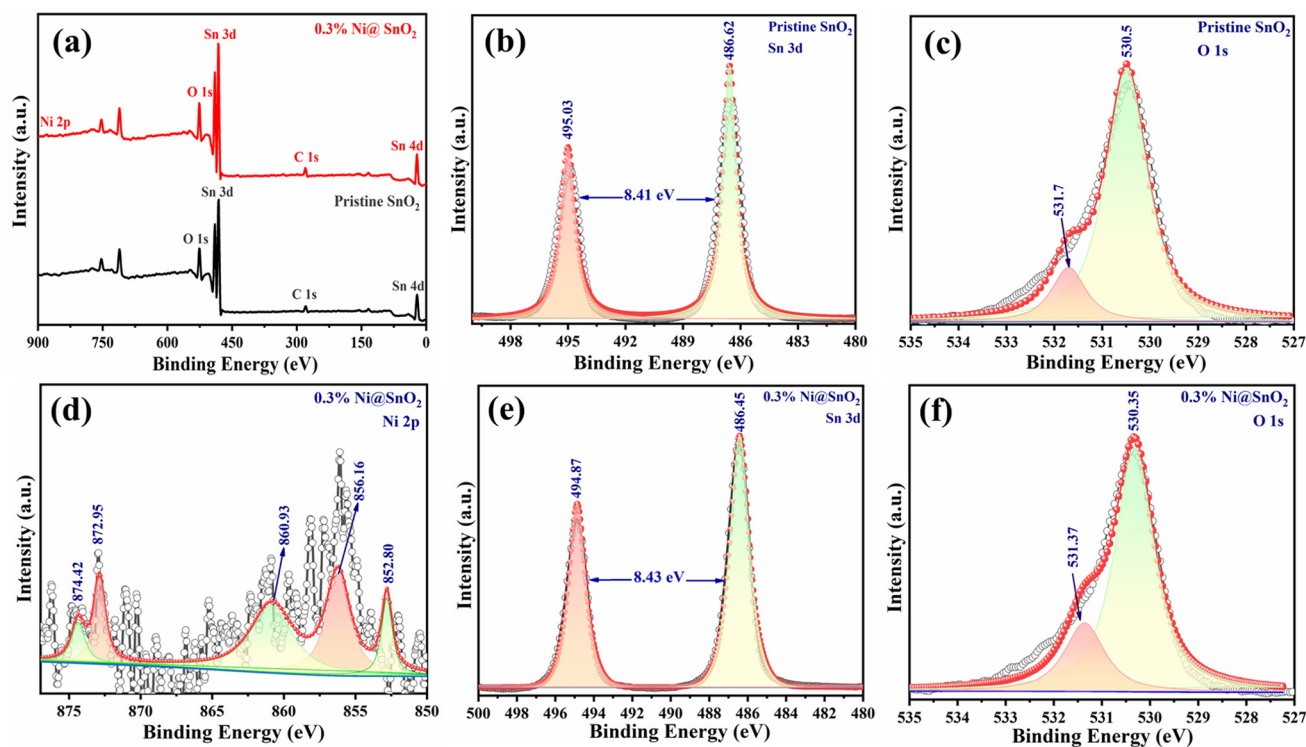 (a)
0.3% Ni@ SnO2
Sn 3d
O 1s
Ni 2p
C 1s
Sn 4d
Pristine SnO2
Sn 3d
O 1s
C 1s
Sn 4d
Intensity (a.u.)
900 750 600 450 300 150 0
Binding Energy (eV)
(b)
Pristine SnO2
Sn 3d
495.03
486.62
8.41 eV
Intensity (a.u.)
498 495 492 489 486 483 480
Binding Energy (eV)
(c)
Pristine SnO2
O 1s
530.5
531.7
Intensity (a.u.)
535 534 533 532 531 530 529 528 527
Binding Energy (eV)
(d)
0.3% Ni@SnO2
Ni 2p
874.42
872.95
860.93
856.16
852.80
Intensity (a.u.)
875 870 865 860 855 850
Binding Energy (eV)
(e)
0.3% Ni@SnO2
Sn 3d
494.87
486.45
8.43 eV
Intensity (a.u.)
500 498 496 494 492 490 488 486 484 482 480
Binding Energy (eV)
(f)
0.3% Ni@SnO2
O 1s
530.35
531.37
Intensity (a.u.)
535 534 533 532 531 530 529 528 527
Binding Energy (eV)